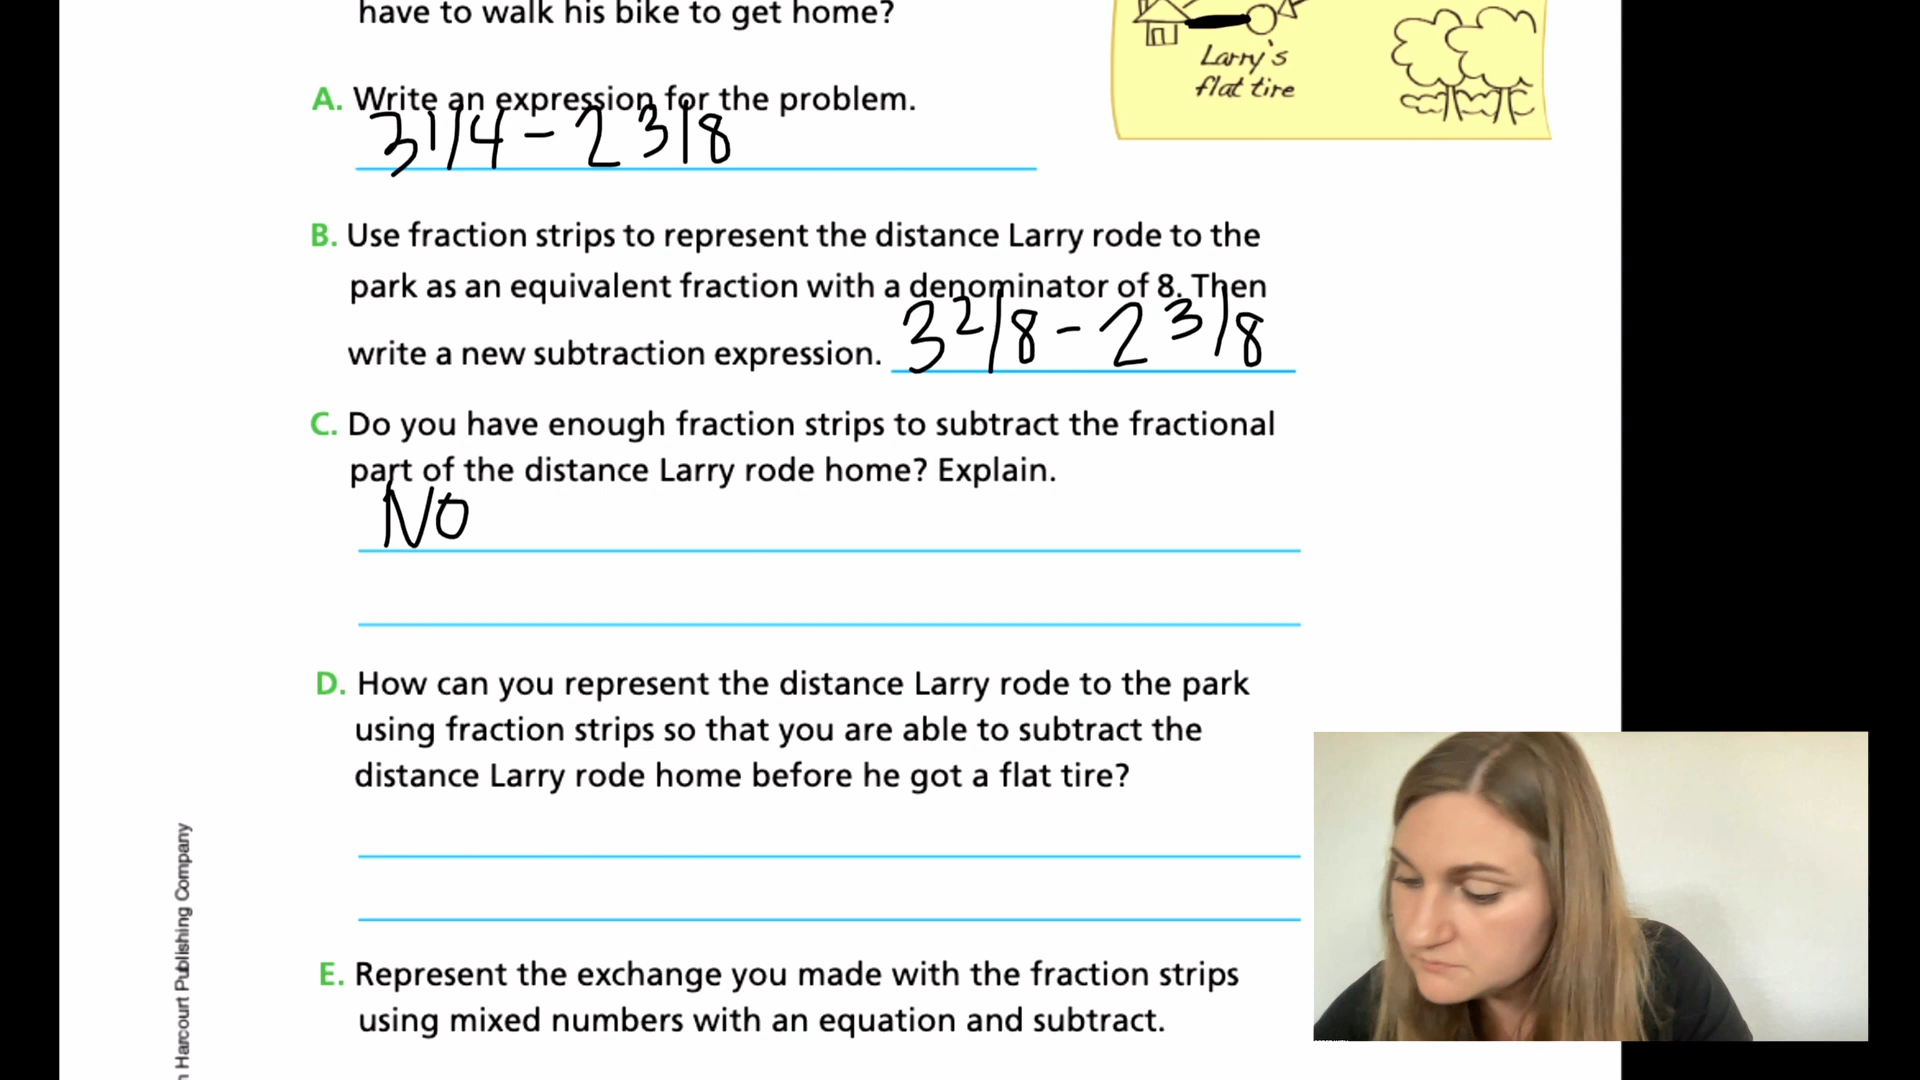 have to walk his bike to get home?
Larry's
flat tire
A. Write an expression for the problem.
3 1/4 - 2 3/8
B. Use fraction strips to represent the distance Larry rode to the
park as an equivalent fraction with a denominator of 8. Then
write a new subtraction expression. 3 2/8 - 2 3/8
C. Do you have enough fraction strips to subtract the fractional
part of the distance Larry rode home? Explain.
No
D. How can you represent the distance Larry rode to the park
using fraction strips so that you are able to subtract the
distance Larry rode home before he got a flat tire?
E. Represent the exchange you made with the fraction strips
using mixed numbers with an equation and subtract.
Harcourt Publishing Company